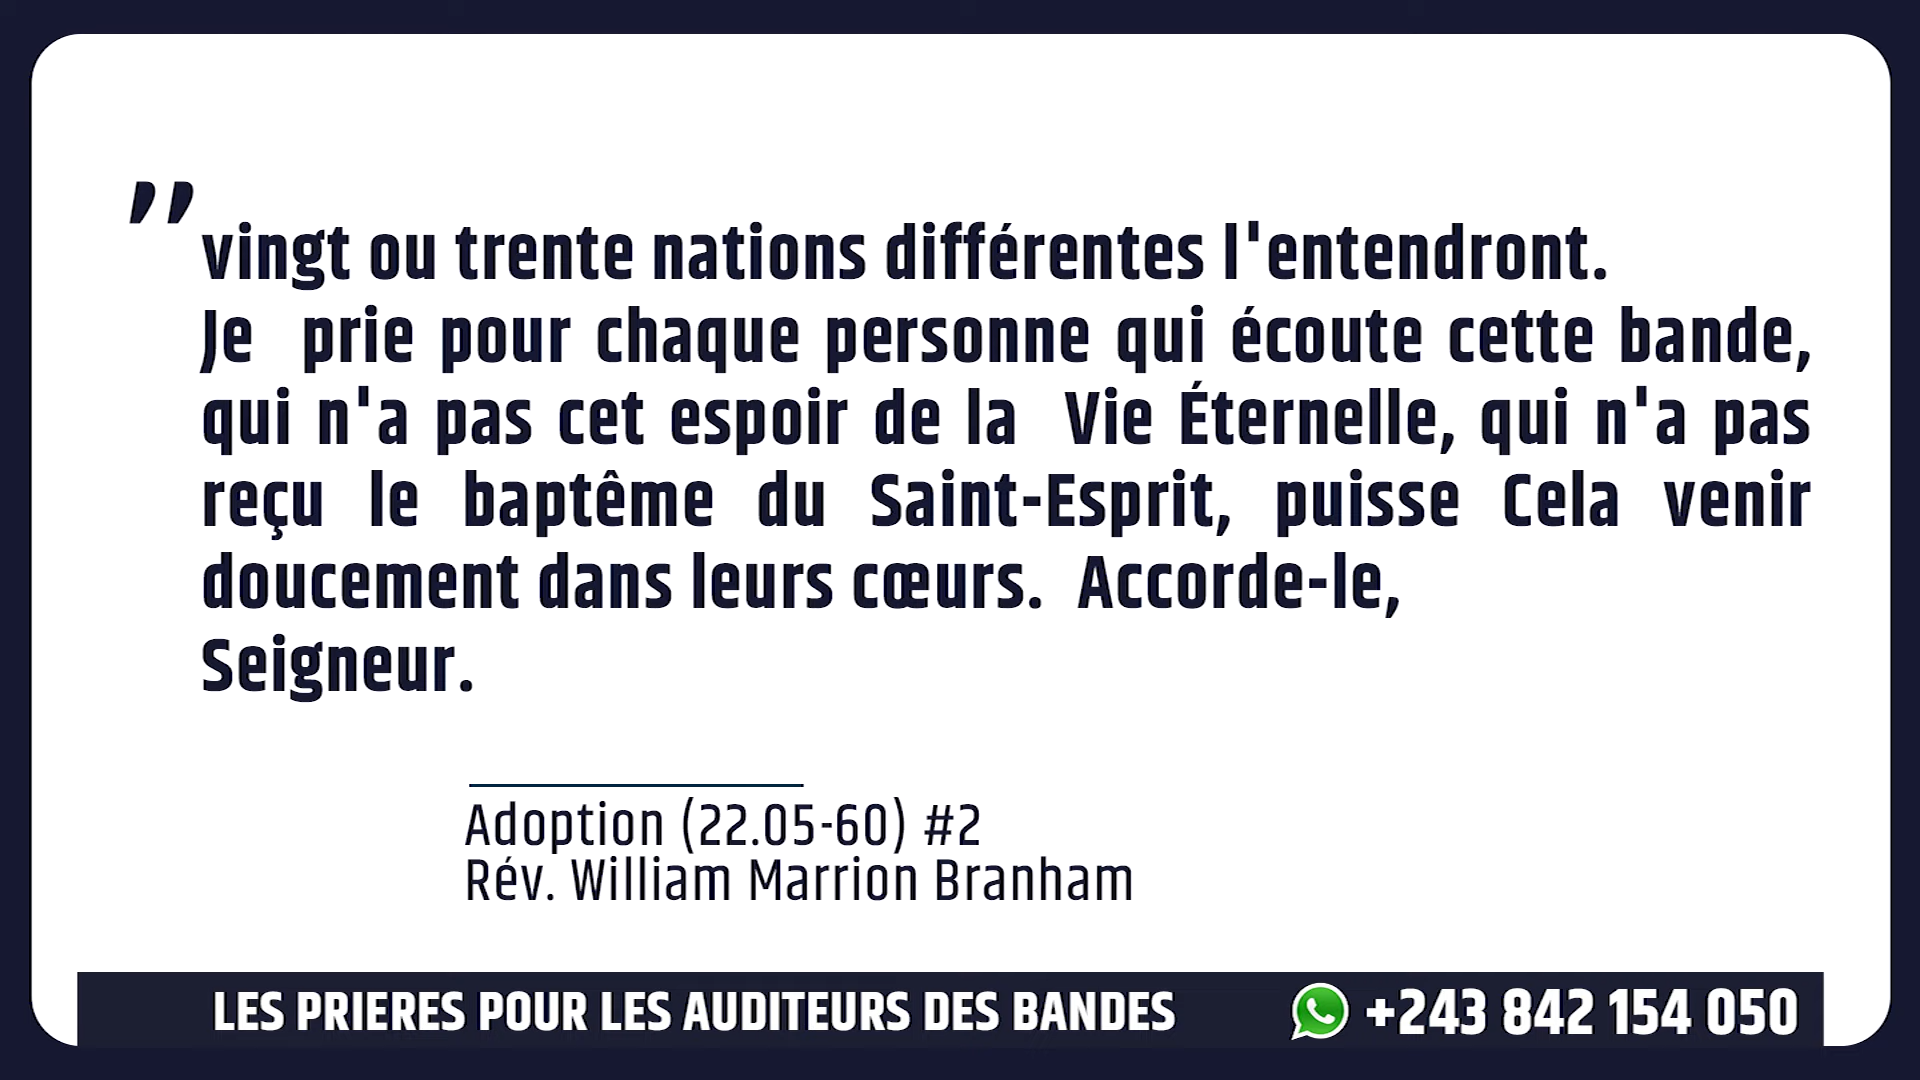 ”
vingt ou trente nations différentes l'entendront.
Je prie pour chaque personne qui écoute cette bande,
qui n'a pas cet espoir de la Vie Éternelle, qui n'a pas
reçu le baptême du Saint-Esprit, puisse Cela venir
doucement dans leurs cœurs. Accorde-le,
Seigneur.
Adoption (22.05-60) #2
Rév. William Marrion Branham
LES PRIERES POUR LES AUDITEURS DES BANDES
+243 842 154 050